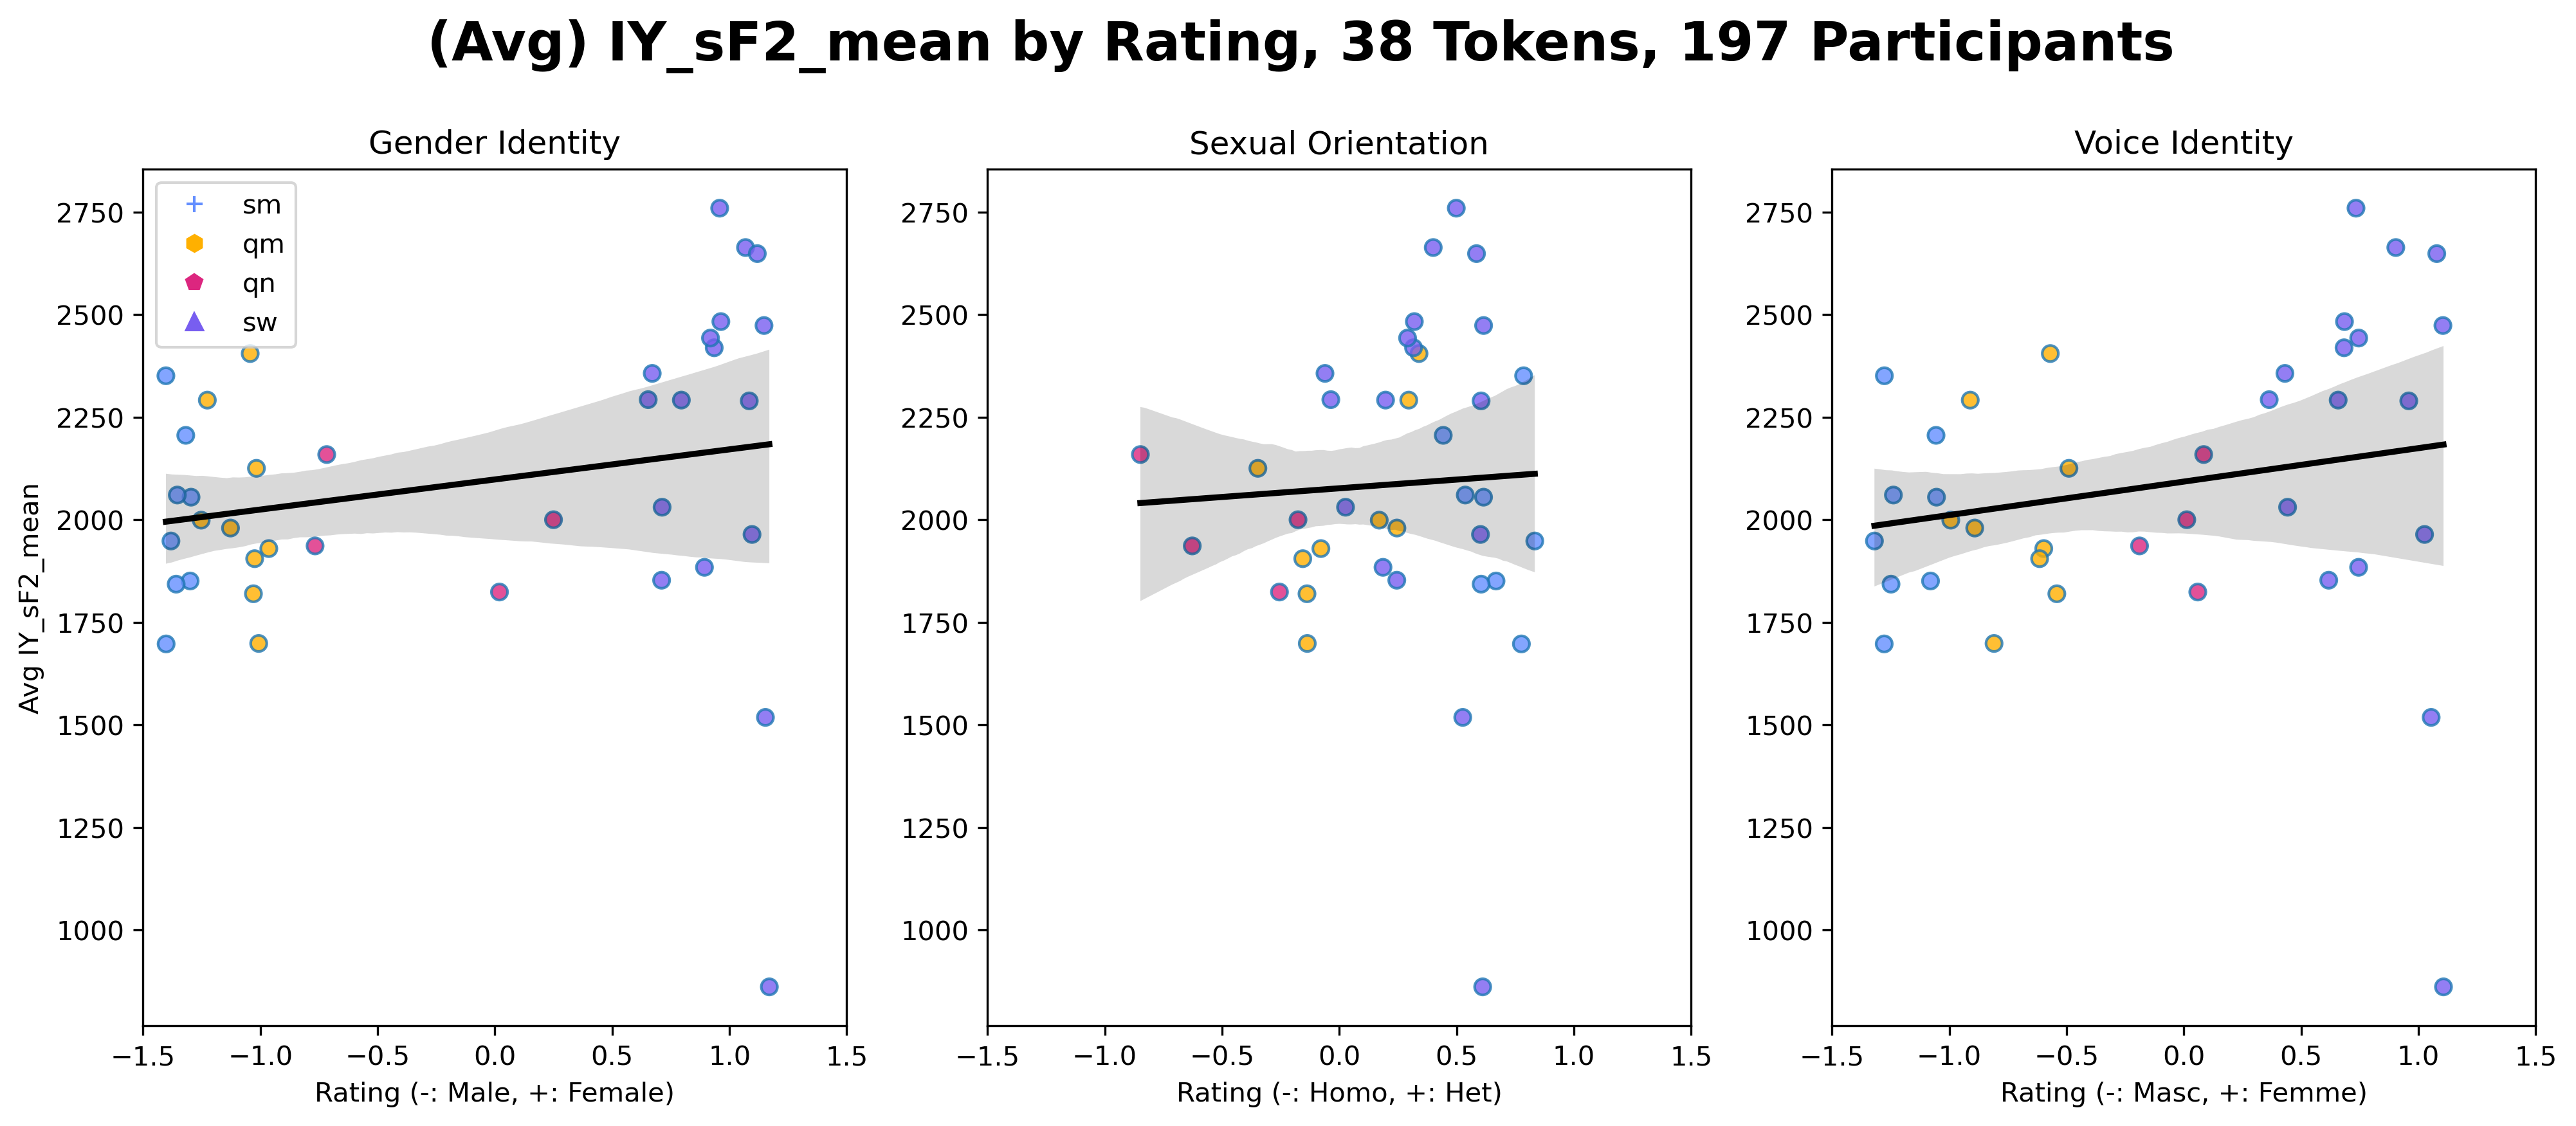 (Avg) IY_sF2_mean by Rating, 38 Tokens, 197 Participants
Gender Identity
sm
qm
qn
sw
2750
2500
2250
2000
1750
1500
1250
1000
Avg IY_sF2_mean
−1.5 −1.0 −0.5 0.0 0.5 1.0 1.5
Rating (-: Male, +: Female)
Sexual Orientation
2750
2500
2250
2000
1750
1500
1250
1000
−1.5 −1.0 −0.5 0.0 0.5 1.0 1.5
Rating (-: Homo, +: Het)
Voice Identity
2750
2500
2250
2000
1750
1500
1250
1000
−1.5 −1.0 −0.5 0.0 0.5 1.0 1.5
Rating (-: Masc, +: Femme)